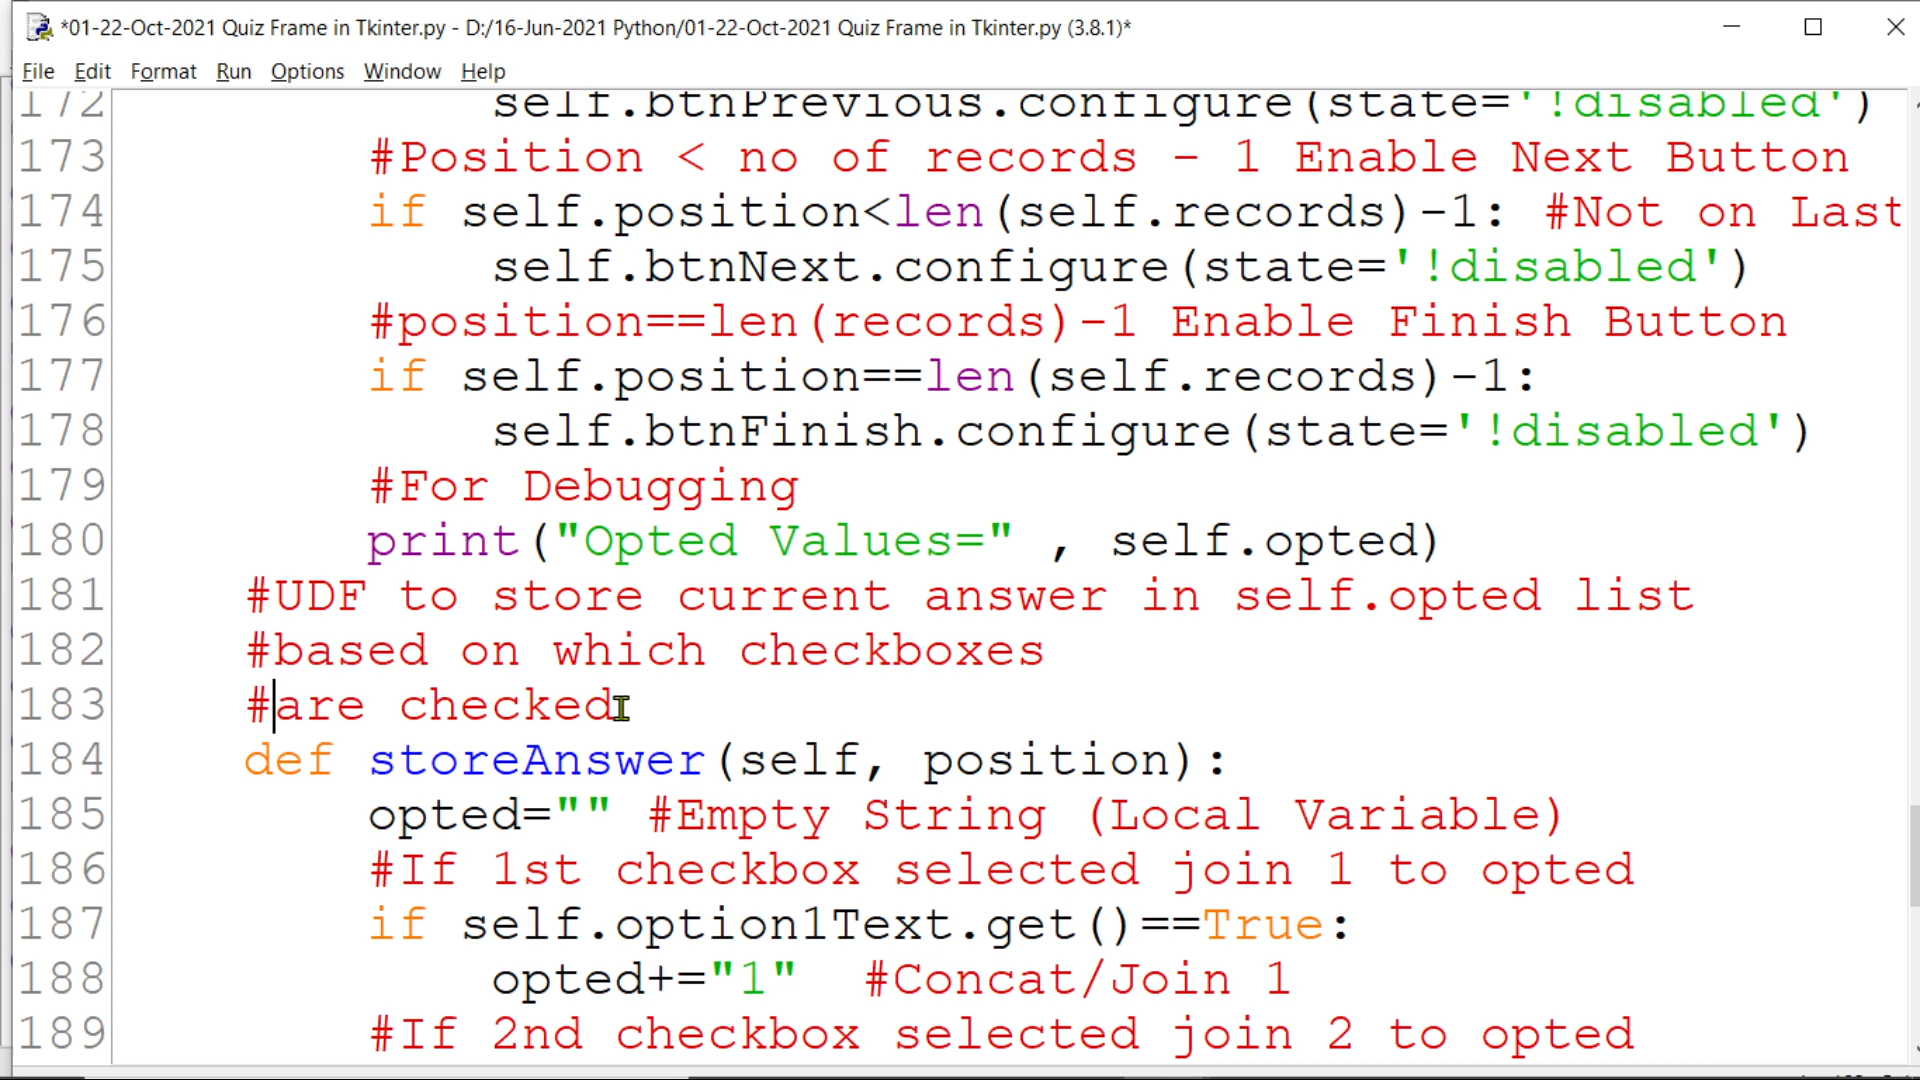 *01-22-Oct-2021 Quiz Frame in Tkinter.py - D:/16-Jun-2021 Python/01-22-Oct-2021 Quiz Frame in Tkinter.py (3.8.1)*
File Edit Format Run Options Window Help
172 self.btnPrevious.configure(state='!disabled')
173 #Position < no of records - 1 Enable Next Button
174 if self.position<len(self.records)-1: #Not on Last
175 self.btnNext.configure(state='!disabled')
176 #position==len(records)-1 Enable Finish Button
177 if self.position==len(self.records)-1:
178 self.btnFinish.configure(state='!disabled')
179 #For Debugging
180 print("Opted Values=" , self.opted)
181 #UDF to store current answer in self.opted list
182 #based on which checkboxes
183 #are checked
184 def storeAnswer(self, position):
185 opted="" #Empty String (Local Variable)
186 #If 1st checkbox selected join 1 to opted
187 if self.option1Text.get()==True:
188 opted+="1" #Concat/Join 1
189 #If 2nd checkbox selected join 2 to opted